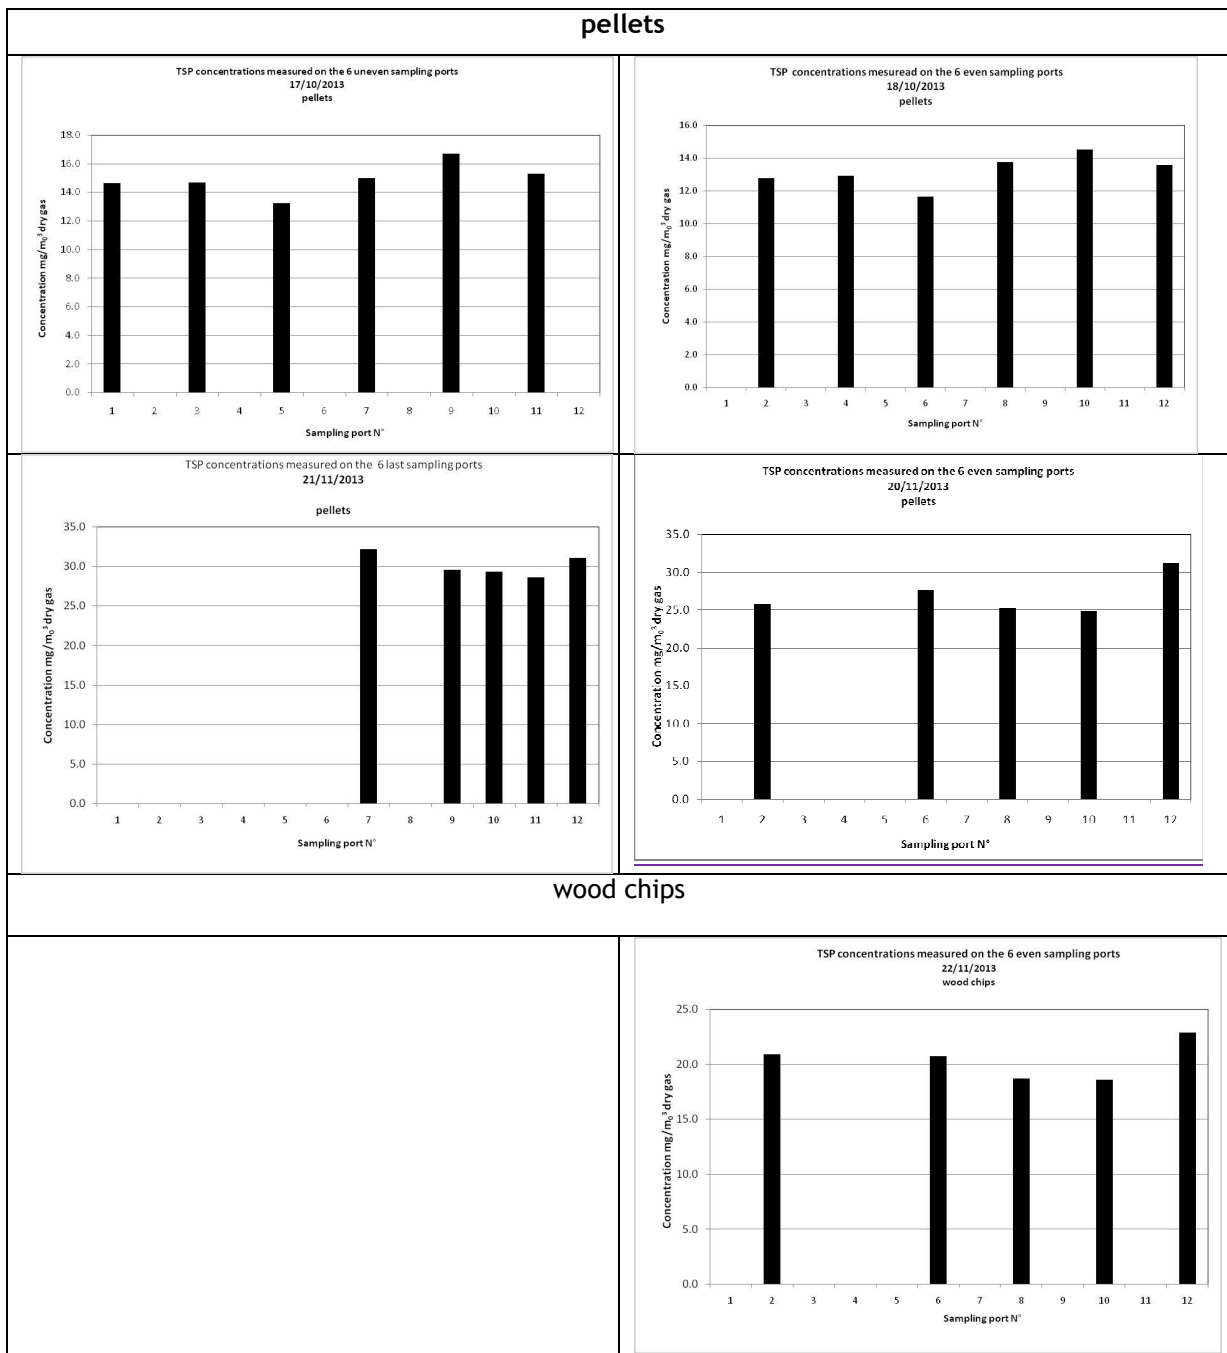 pellets
TSP concentrations measured on the 6 uneven sampling ports
17/10/2013
pellets
18.0
16.0
14.0
12.0
10.0
8.0
6.0
4.0
2.0
0.0
Concentration mg/m₀³ dry gas
1 2 3 4 5 6 7 8 9 10 11 12
Sampling port N°
TSP concentrations mesuread on the 6 even sampling ports
18/10/2013
pellets
16.0
14.0
12.0
10.0
8.0
6.0
4.0
2.0
0.0
Concentration mg/m₀³ dry gas
1 2 3 4 5 6 7 8 9 10 11 12
Sampling port N°
TSP concentrations measured on the 6 last sampling ports
21/11/2013
pellets
35.0
30.0
25.0
20.0
15.0
10.0
5.0
0.0
Concentration mg/m₀³ dry gas
1 2 3 4 5 6 7 8 9 10 11 12
Sampling port N°
TSP concentrations measured on the 6 even sampling ports
20/11/2013
pellets
35.0
30.0
25.0
20.0
15.0
10.0
5.0
0.0
Concentration mg/m₀³ dry gas
1 2 3 4 5 6 7 8 9 10 11 12
Sampling port N°
wood chips
TSP concentrations measured on the 6 even sampling ports
22/11/2013
wood chips
25.0
20.0
15.0
10.0
5.0
0.0
Concentration mg/m₀³ dry gas
1 2 3 4 5 6 7 8 9 10 11 12
Sampling port N°